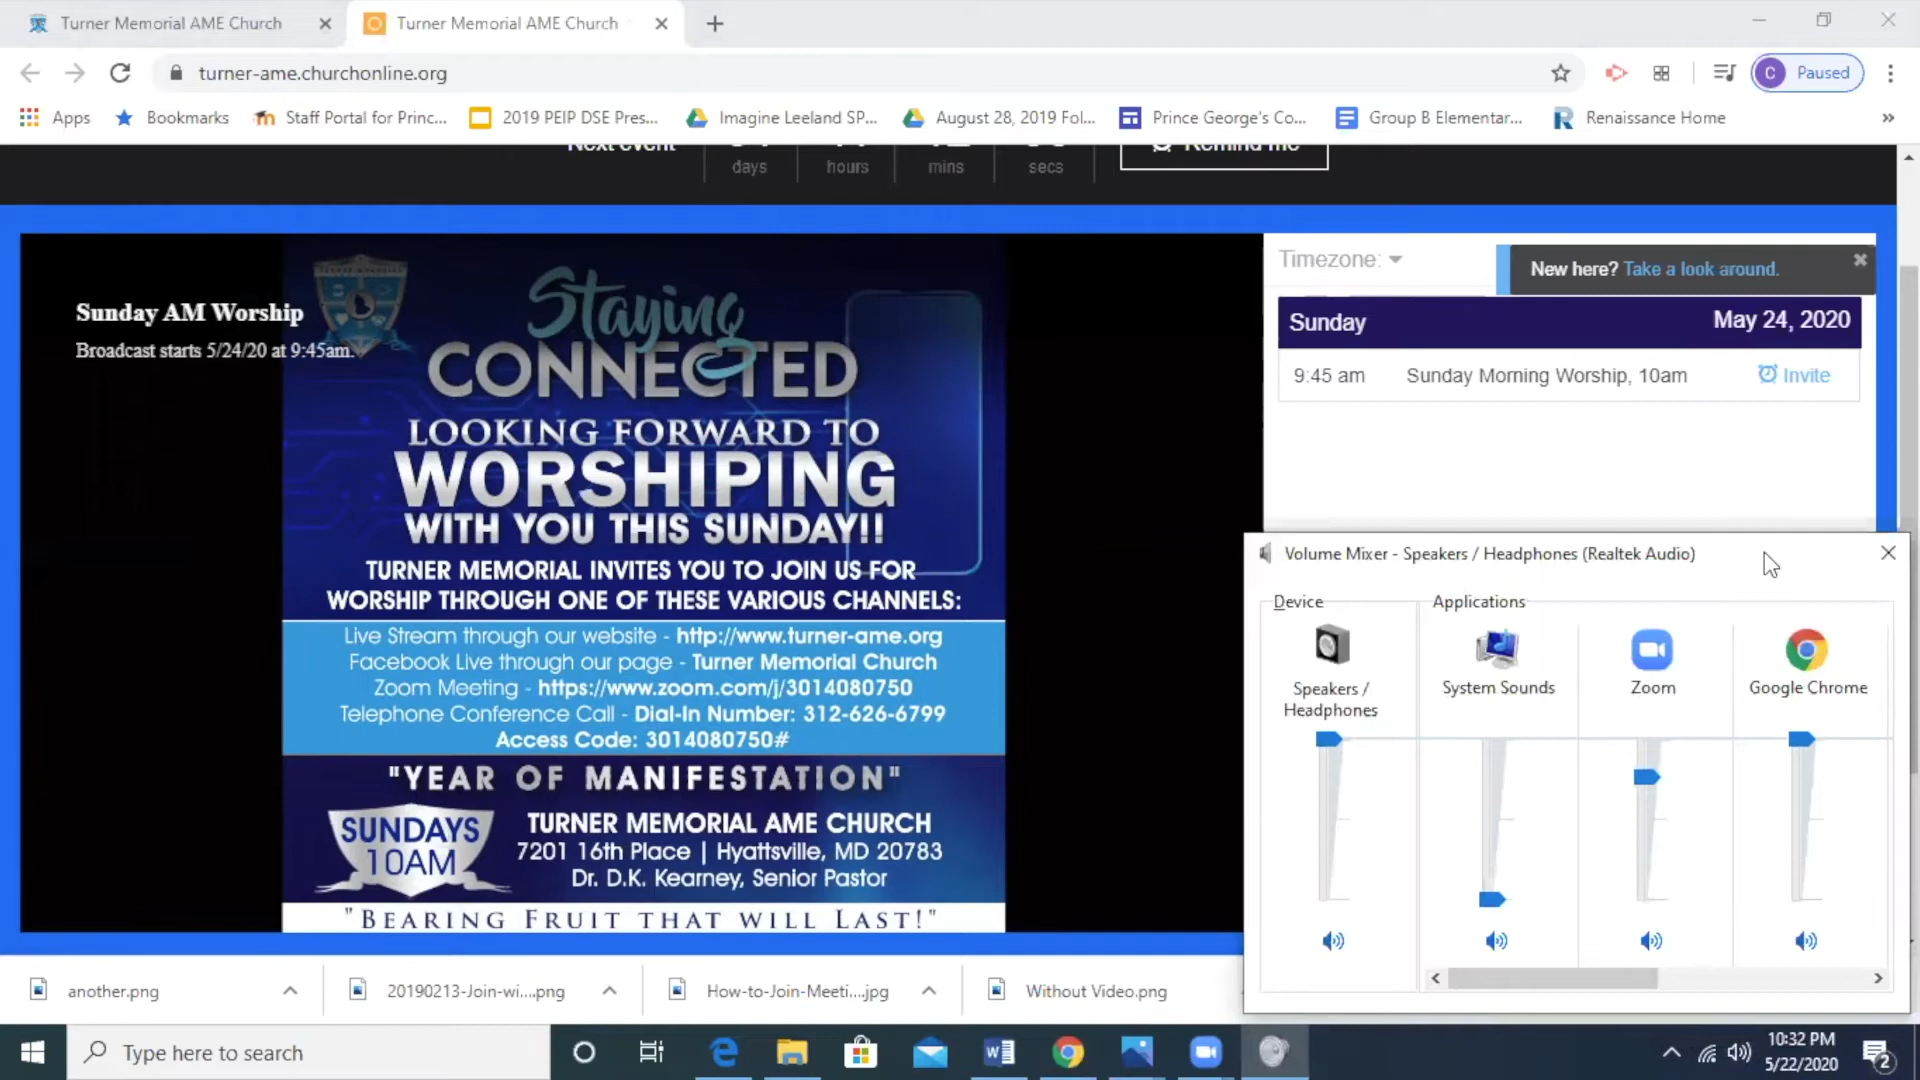 Turner Memorial AME Church
Turner Memorial AME Church
turner-ame.churchonline.org
C
Paused
Apps
Bookmarks
Staff Portal for Princ...
2019 PEIP DSE Pres...
Imagine Leeland SP...
August 28, 2019 Fol...
Prince George's Co...
Group B Elementar...
Renaissance Home
»
Next event
Remind me
days hours mins secs
Sunday AM Worship
Broadcast starts 5/24/20 at 9:45am.
Staying
CONNECTED
LOOKING FORWARD TO
WORSHIPING
WITH YOU THIS SUNDAY!!
TURNER MEMORIAL INVITES YOU TO JOIN US FOR
WORSHIP THROUGH ONE OF THESE VARIOUS CHANNELS:
Live Stream through our website - http://www.turner-ame.org
Facebook Live through our page - Turner Memorial Church
Zoom Meeting - https://www.zoom.com/j/3014080750
Telephone Conference Call - Dial-In Number: 312-626-6799
Access Code: 3014080750#
"YEAR OF MANIFESTATION"
SUNDAYS
10AM
TURNER MEMORIAL AME CHURCH
7201 16th Place | Hyattsville, MD 20783
Dr. D.K. Kearney, Senior Pastor
"BEARING FRUIT THAT WILL LAST!"
Timezone:
New here? Take a look around.
Sunday May 24, 2020
9:45 am Sunday Morning Worship, 10am Invite
Volume Mixer - Speakers / Headphones (Realtek Audio)
Device
Applications
Speakers /
Headphones
System Sounds
Zoom
Google Chrome
another.png
20190213-Join-wi....png
How-to-Join-Meeti....jpg
Without Video.png
Type here to search
10:32 PM
5/22/2020
2